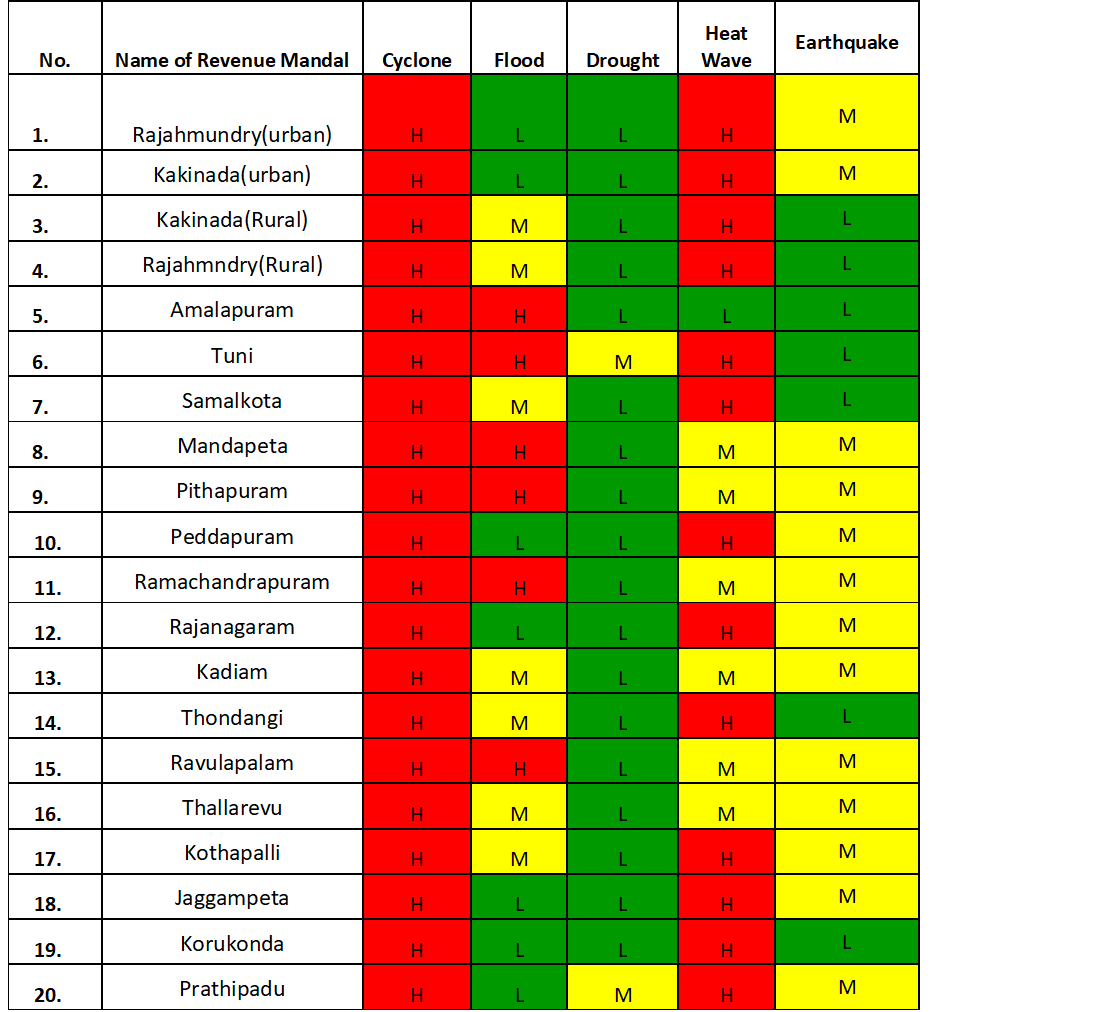 No. Name of Revenue Mandal Cyclone Flood Drought Heat Wave Earthquake
1. Rajahmundry(urban) H L L H M
2. Kakinada(urban) H L L H M
3. Kakinada(Rural) H M L H L
4. Rajahmndry(Rural) H M L H L
5. Amalapuram H H L L L
6. Tuni H H M H L
7. Samalkota H M L H L
8. Mandapeta H H L M M
9. Pithapuram H H L M M
10. Peddapuram H L L H M
11. Ramachandrapuram H H L M M
12. Rajanagaram H L L H M
13. Kadiam H M L M M
14. Thondangi H M L H L
15. Ravulapalam H H L M M
16. Thallarevu H M L M M
17. Kothapalli H M L H M
18. Jaggampeta H L L H M
19. Korukonda H L L H L
20. Prathipadu H L M H M